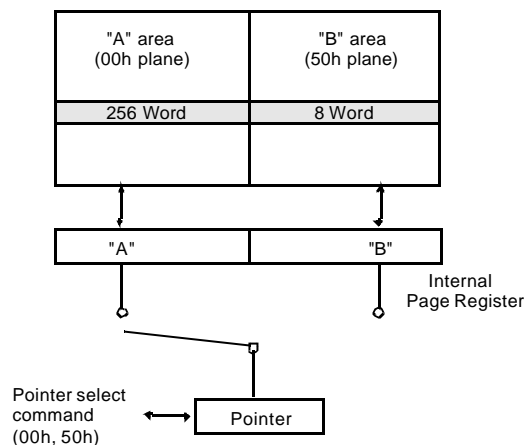 "A" area
(00h plane)
"B" area
(50h plane)
256 Word
8 Word
"A"
"B"
Internal
Page Register
Pointer select
command
(00h, 50h)
Pointer